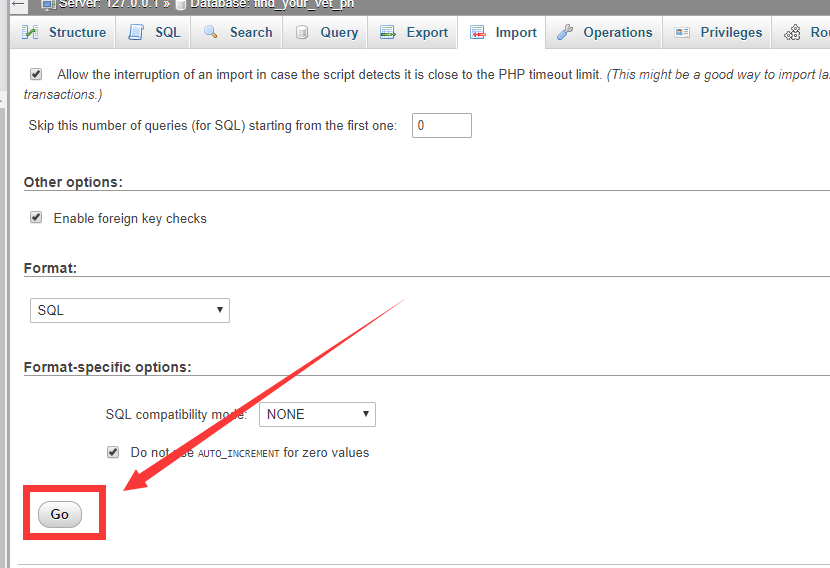 Server: 127.0.0.1 » Database: find_your_vet_ph
Structure SQL Search Query Export Import Operations Privileges
Allow the interruption of an import in case the script detects it is close to the PHP timeout limit. (This might be a good way to import
transactions.)
Skip this number of queries (for SQL) starting from the first one: 0
Other options:
Enable foreign key checks
Format:
SQL
Format-specific options:
SQL compatibility mode: NONE
Do not use AUTO_INCREMENT for zero values
Go